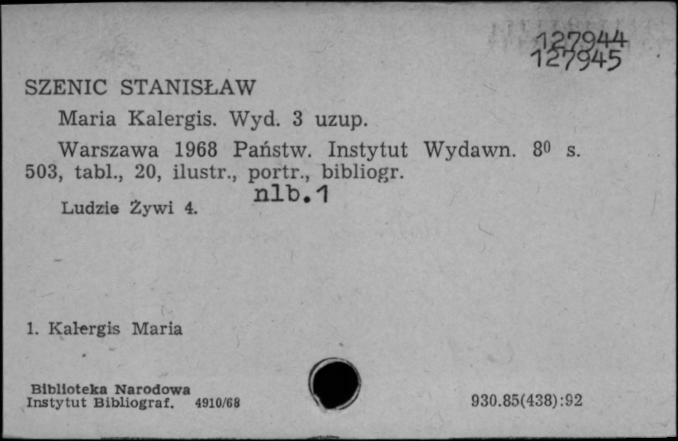 127944
127945
SZENIC STANISŁAW
Maria Kalergis. Wyd. 3 uzup.
Warszawa 1968 Państw. Instytut Wydawn. 8⁰ s.
503, tabl., 20, ilustr., portr., bibliogr.
nlb.1
Ludzie Żywi 4.
1. Kalergis Maria
Biblioteka Narodowa
Instytut Bibliograf. 4910/68
930.85(438):92